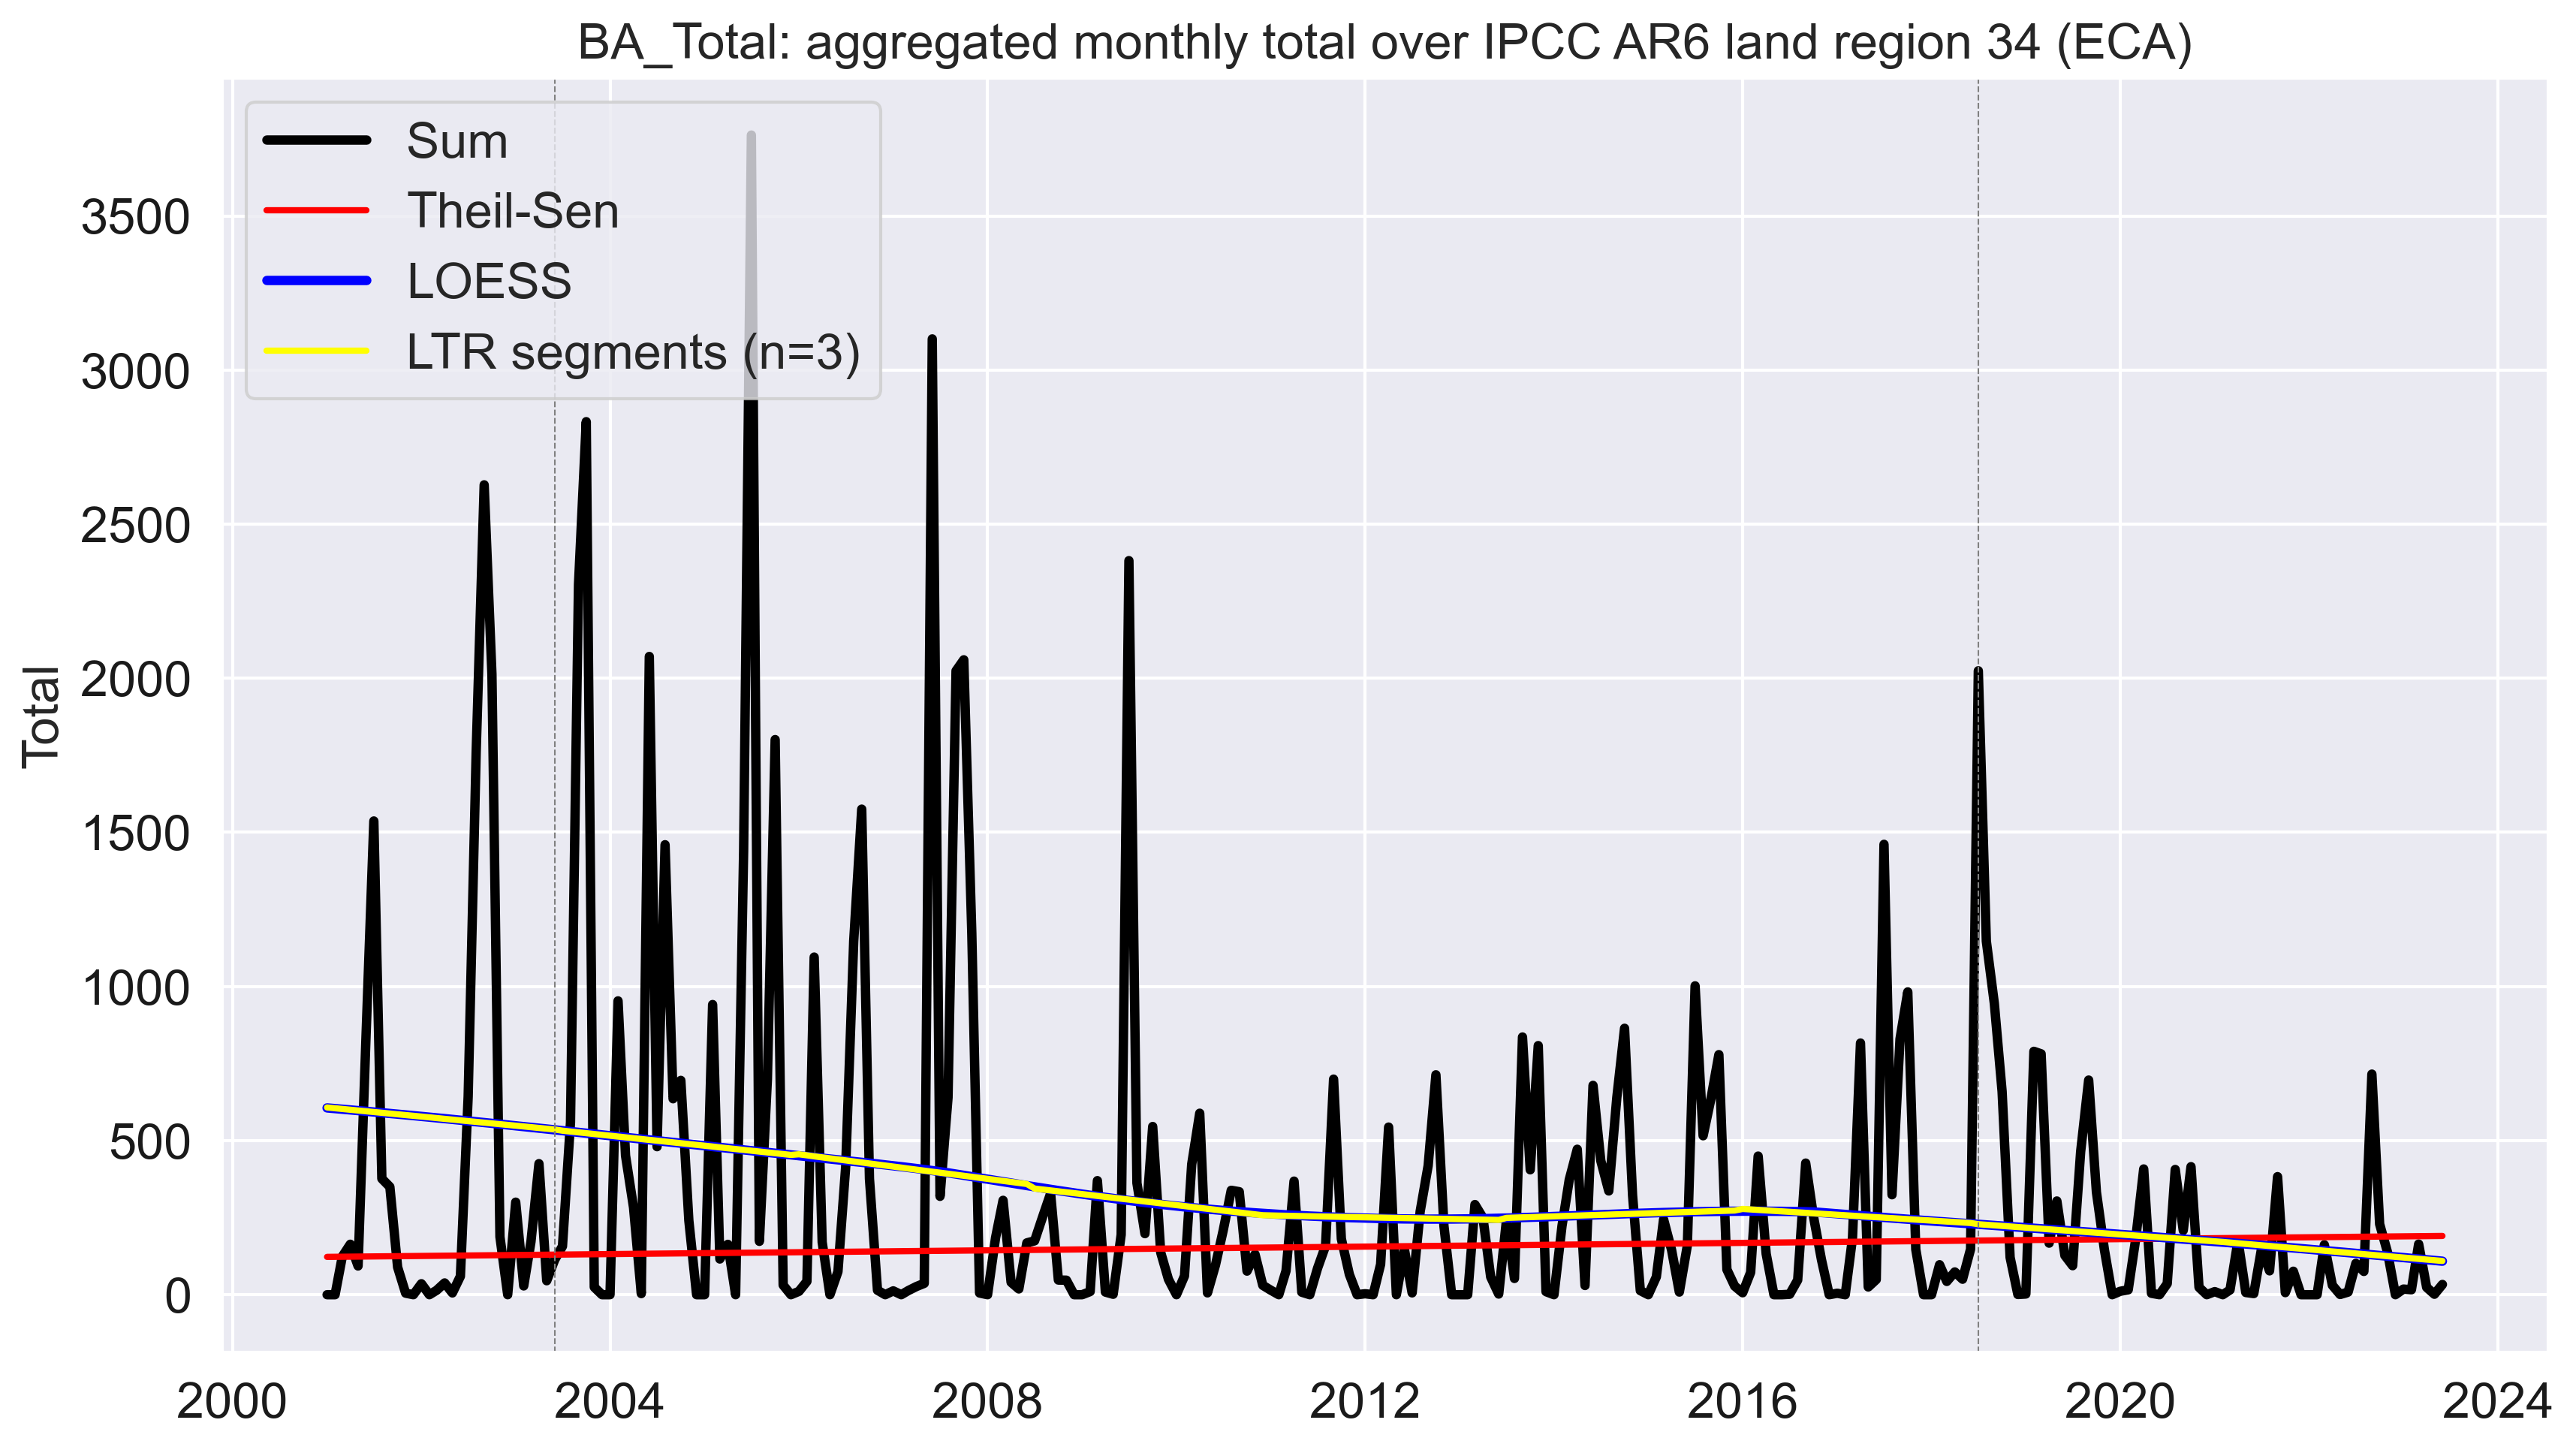 BA_Total: aggregated monthly total over IPCC AR6 land region 34 (ECA)
Sum
Theil-Sen
LOESS
LTR segments (n=3)
Total
3500
3000
2500
2000
1500
1000
500
0
2000 2004 2008 2012 2016 2020 2024